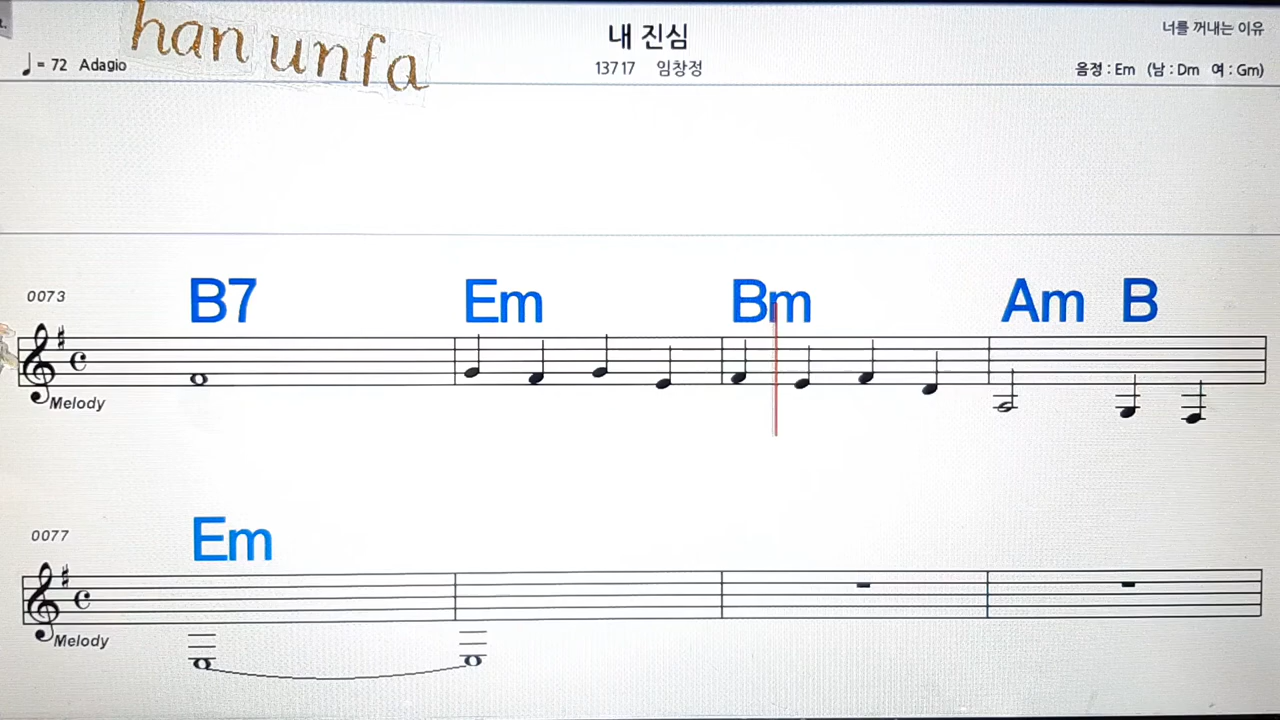 han unfa
내 진심
너를 꺼내는 이유
♩ = 72 Adagio
13717 임창정
음정 : Em (남 : Dm 여 : Gm)
0073
B7 Em Bm Am B
Melody
0077
Em
Melody